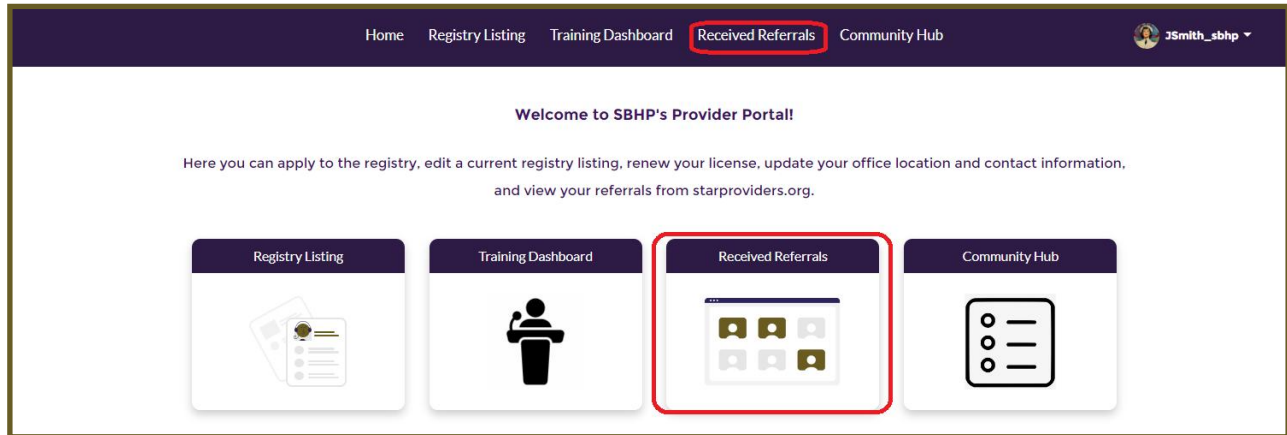 Home Registry Listing Training Dashboard Received Referrals Community Hub JSmith_sbhp
Welcome to SBHP's Provider Portal!
Here you can apply to the registry, edit a current registry listing, renew your license, update your office location and contact information,
and view your referrals from starproviders.org.
Registry Listing Training Dashboard Received Referrals Community Hub